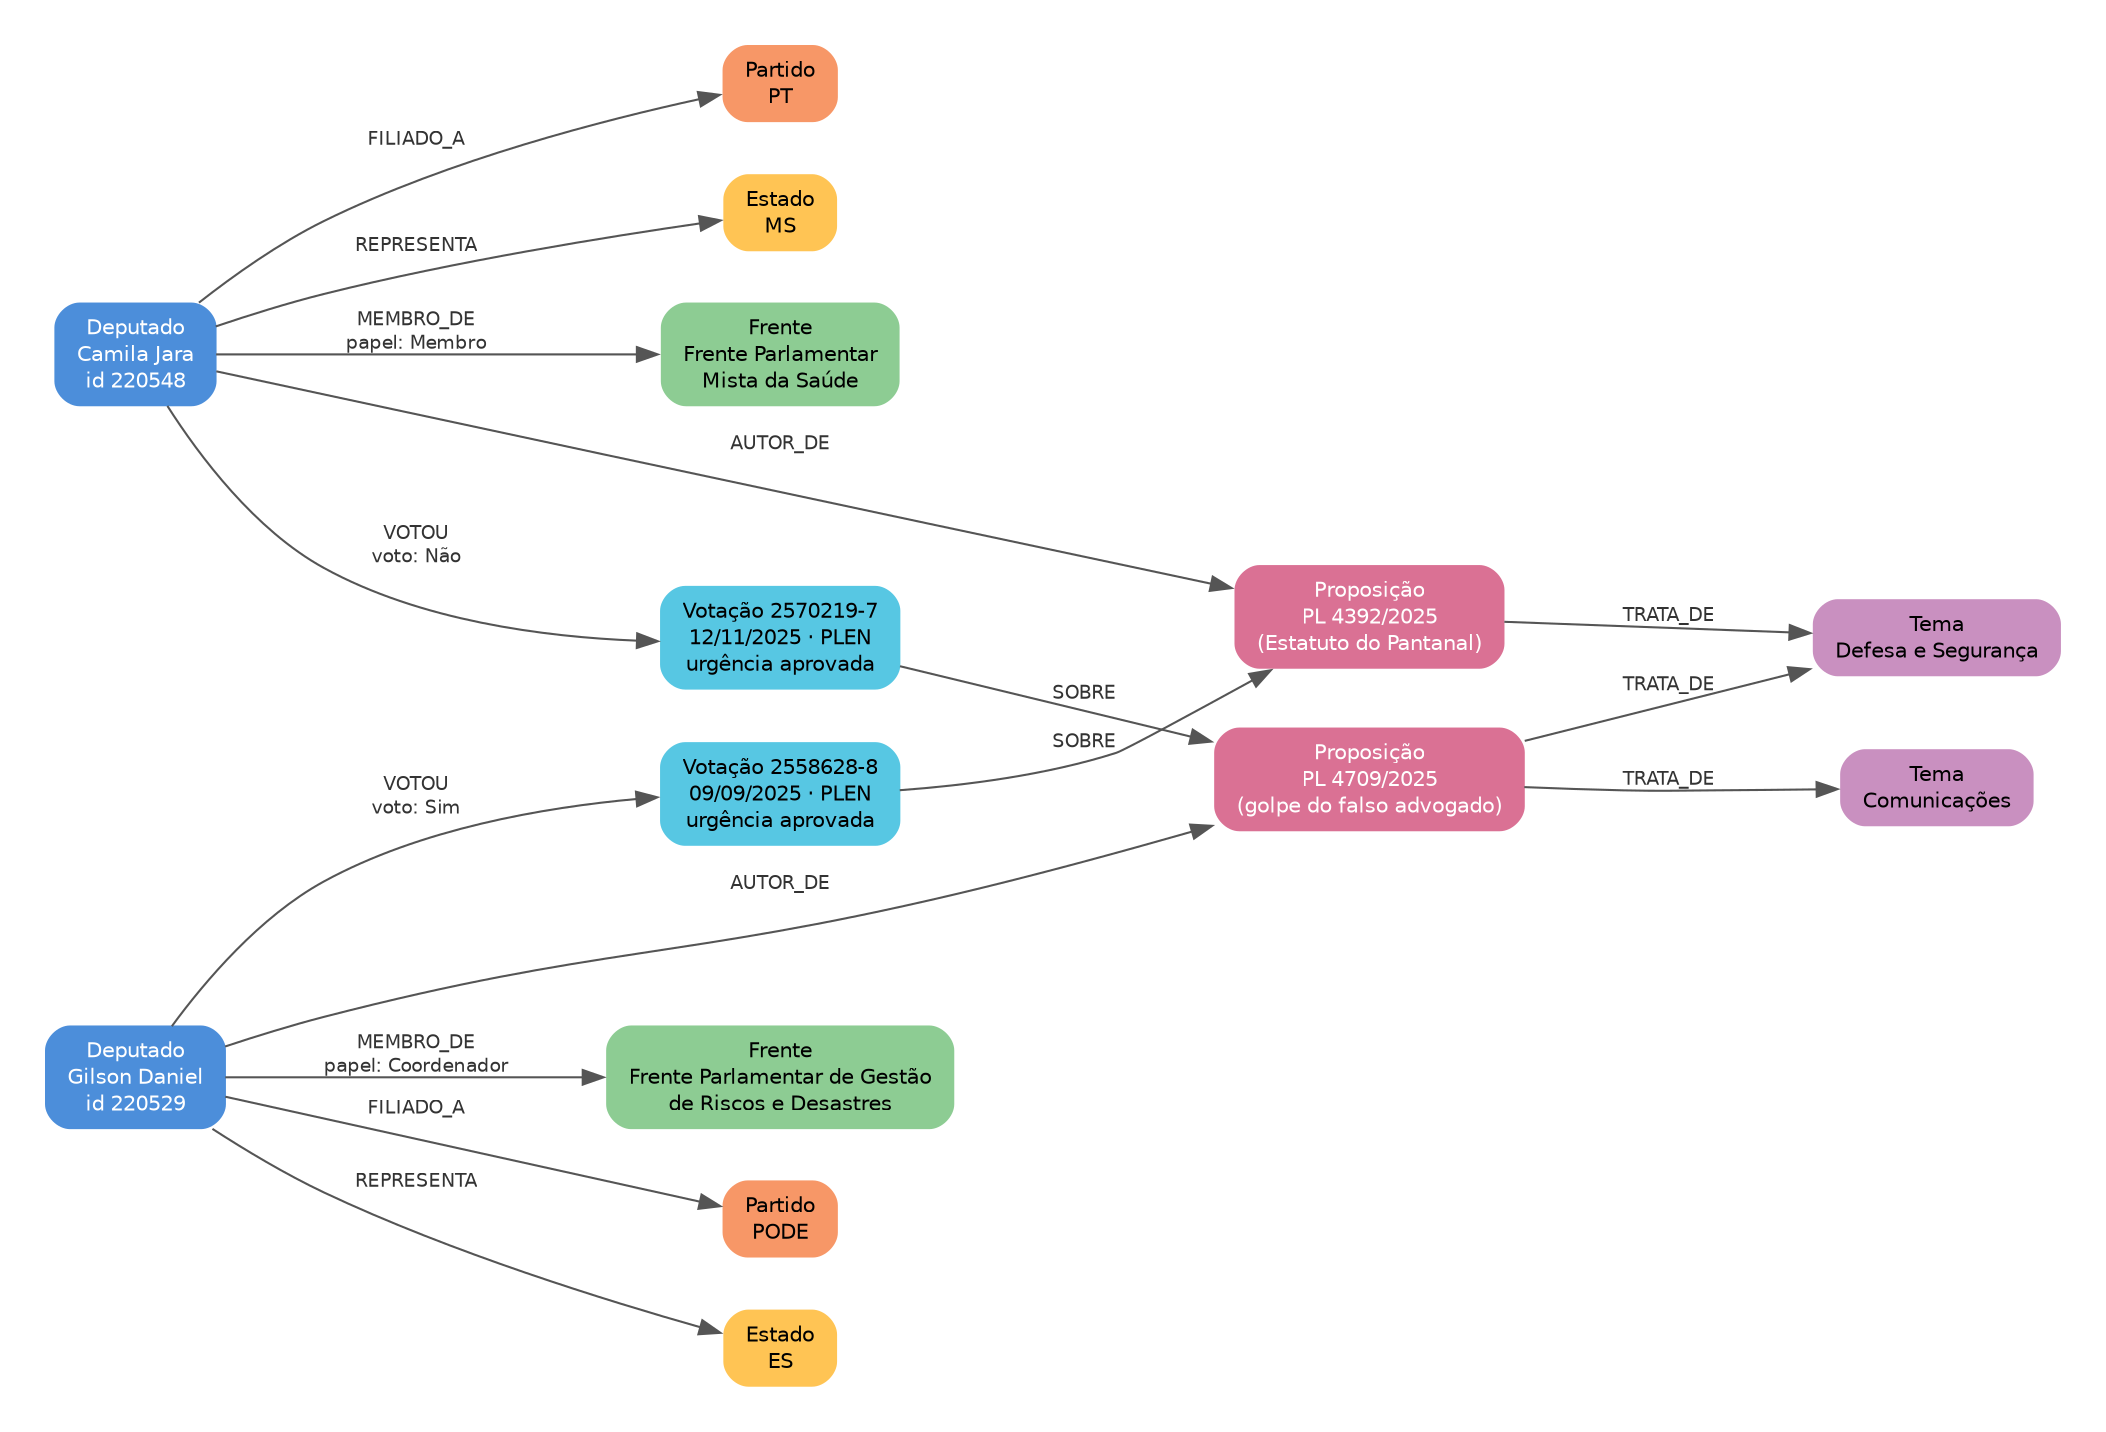 Partido
PT
FILIADO_A
Estado
MS
REPRESENTA
Deputado
Camila Jara
id 220548
MEMBRO_DE
papel: Membro
Frente
Frente Parlamentar
Mista da Saúde
AUTOR_DE
VOTOU
voto: Não
Votação 2570219-7
12/11/2025 · PLEN
urgência aprovada
Proposição
PL 4392/2025
(Estatuto do Pantanal)
TRATA_DE
Tema
Defesa e Segurança
SOBRE
TRATA_DE
SOBRE
VOTOU
voto: Sim
Votação 2558628-8
09/09/2025 · PLEN
urgência aprovada
Proposição
PL 4709/2025
(golpe do falso advogado)
TRATA_DE
Tema
Comunicações
AUTOR_DE
Deputado
Gilson Daniel
id 220529
MEMBRO_DE
papel: Coordenador
Frente
Frente Parlamentar de Gestão
de Riscos e Desastres
FILIADO_A
Partido
PODE
REPRESENTA
Estado
ES